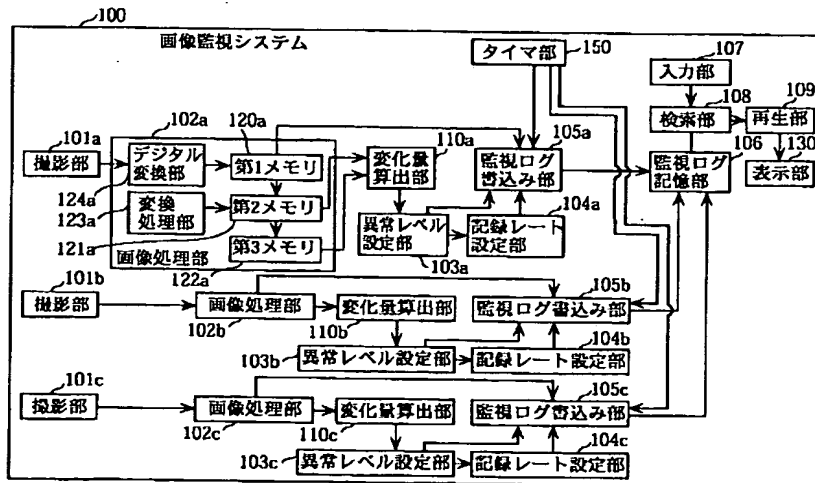 100
画像監視システム
タイマ部
150
107
入力部
109
108
検索部
再生部
106
監視ログ
記憶部
表示部
130
101a
撮影部
102a
デジタル
変換部
124a
120a
第1メモリ
変換
処理部
123a
第2メモリ
121a
第3メモリ
画像処理部
122a
110a
変化量
算出部
105a
監視ログ
書込み部
104a
異常レベル
設定部
103a
記録レート
設定部
101b
撮影部
画像処理部
102b
変化量算出部
110b
105b
監視ログ書込み部
103b
異常レベル設定部
104b
記録レート設定部
101c
撮影部
画像処理部
102c
変化量算出部
110c
105c
監視ログ書込み部
103c
異常レベル設定部
104c
記録レート設定部